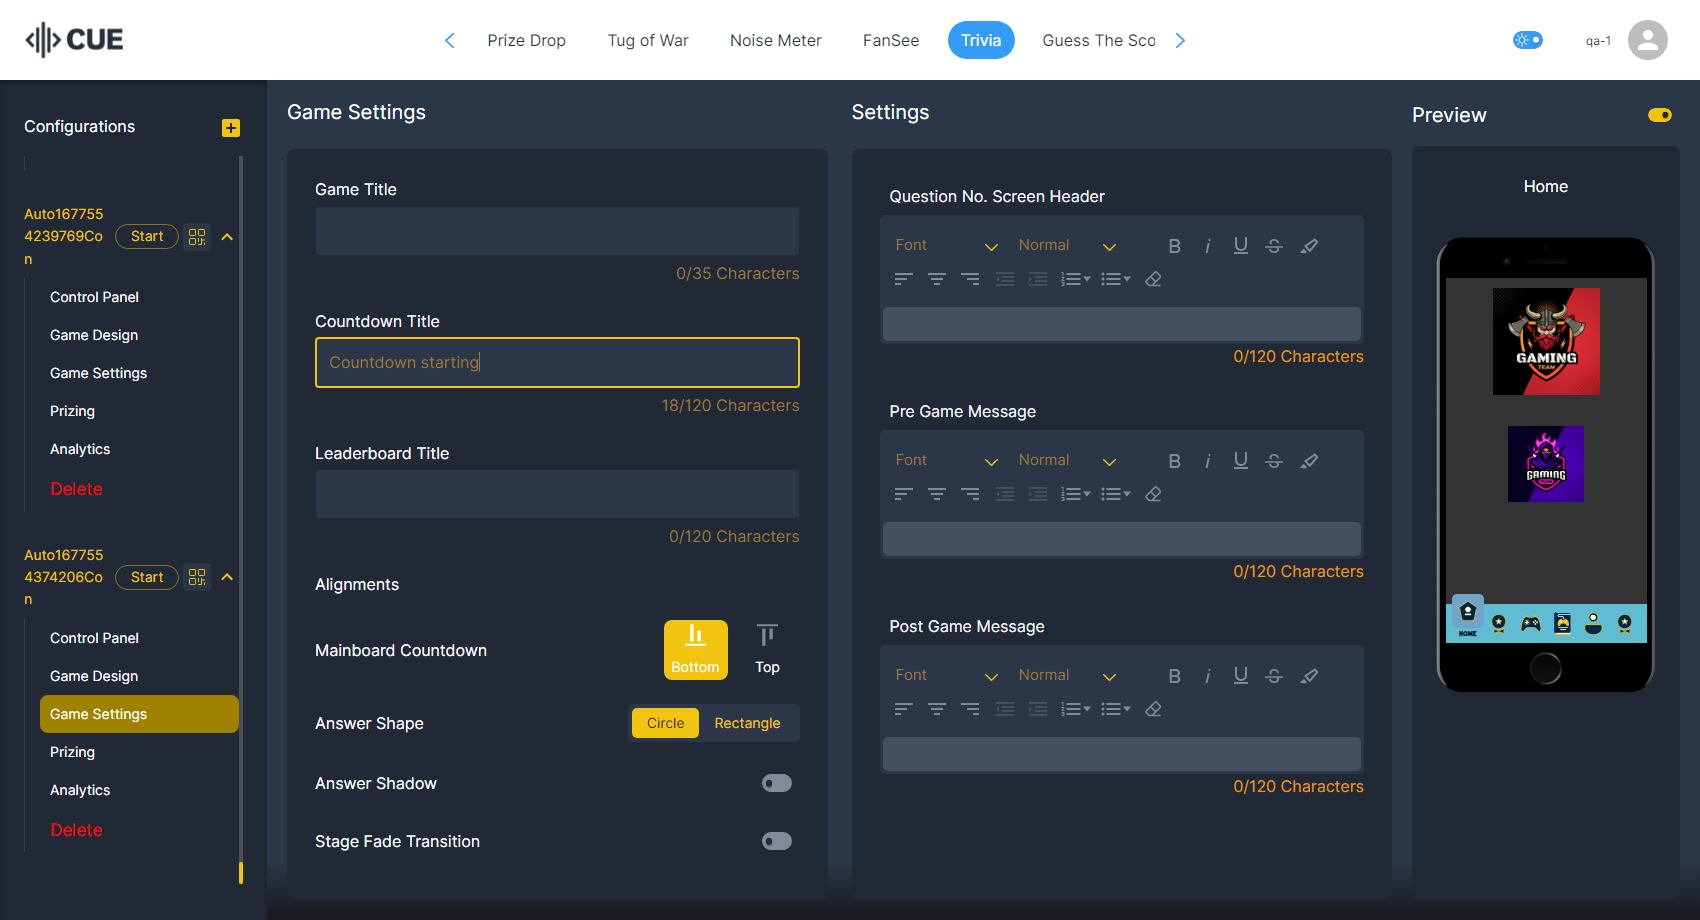 CUE
Prize Drop
Tug of War
Noise Meter
FanSee
Trivia
Guess The Sco
qa-1
Configurations
Auto167755
4239769Co
n
Start
Control Panel
Game Design
Game Settings
Prizing
Analytics
Delete
Auto167755
4374206Co
n
Start
Control Panel
Game Design
Game Settings
Prizing
Analytics
Delete
Game Settings
Game Title
0/35 Characters
Countdown Title
Countdown starting
18/120 Characters
Leaderboard Title
0/120 Characters
Alignments
Mainboard Countdown
Bottom
Top
Answer Shape
Circle
Rectangle
Answer Shadow
Stage Fade Transition
Settings
Question No. Screen Header
Font
Normal
B i U S
0/120 Characters
Pre Game Message
Font
Normal
B i U S
0/120 Characters
Post Game Message
Font
Normal
B i U S
0/120 Characters
Preview
Home
GAMING
TEAM
GAMING
TEAM
HOME